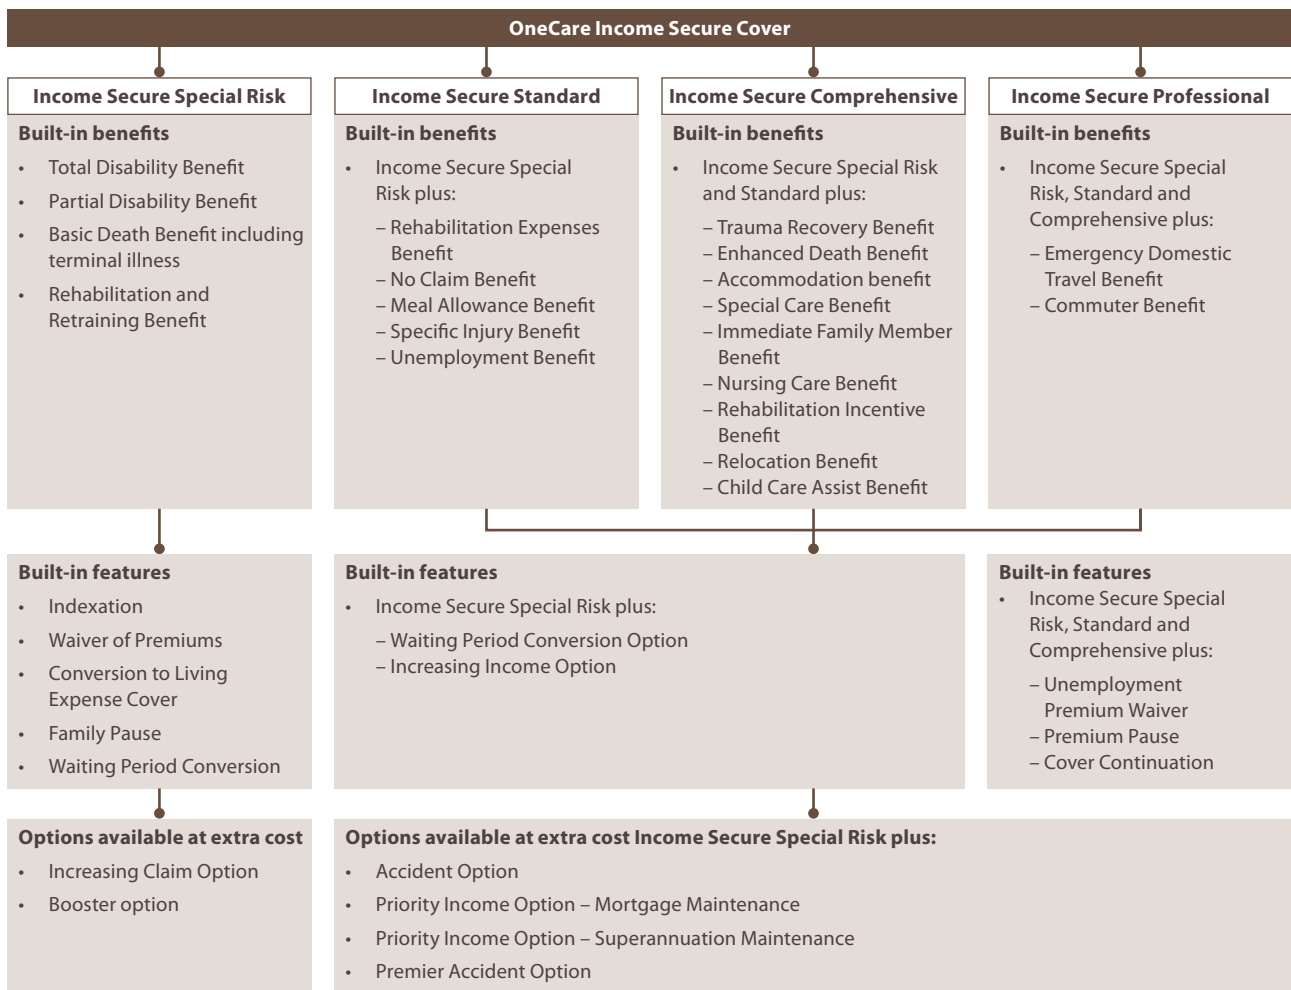 OneCare Income Secure Cover
Income Secure Special Risk
Built-in benefits
• Total Disability Benefit
• Partial Disability Benefit
• Basic Death Benefit including
terminal illness
• Rehabilitation and
Retraining Benefit
Income Secure Standard
Built-in benefits
• Income Secure Special
Risk plus:
– Rehabilitation Expenses
Benefit
– No Claim Benefit
– Meal Allowance Benefit
– Specific Injury Benefit
– Unemployment Benefit
Income Secure Comprehensive
Built-in benefits
• Income Secure Special Risk
and Standard plus:
– Trauma Recovery Benefit
– Enhanced Death Benefit
– Accommodation benefit
– Special Care Benefit
– Immediate Family Member
Benefit
– Nursing Care Benefit
– Rehabilitation Incentive
Benefit
– Relocation Benefit
– Child Care Assist Benefit
Income Secure Professional
Built-in benefits
• Income Secure Special
Risk, Standard and
Comprehensive plus:
– Emergency Domestic
Travel Benefit
– Commuter Benefit
Built-in features
• Indexation
• Waiver of Premiums
• Conversion to Living
Expense Cover
• Family Pause
• Waiting Period Conversion
Built-in features
• Income Secure Special Risk plus:
– Waiting Period Conversion Option
– Increasing Income Option
Built-in features
• Income Secure Special
Risk, Standard and
Comprehensive plus:
– Unemployment
Premium Waiver
– Premium Pause
– Cover Continuation
Options available at extra cost
• Increasing Claim Option
• Booster option
Options available at extra cost Income Secure Special Risk plus:
• Accident Option
• Priority Income Option – Mortgage Maintenance
• Priority Income Option – Superannuation Maintenance
• Premier Accident Option